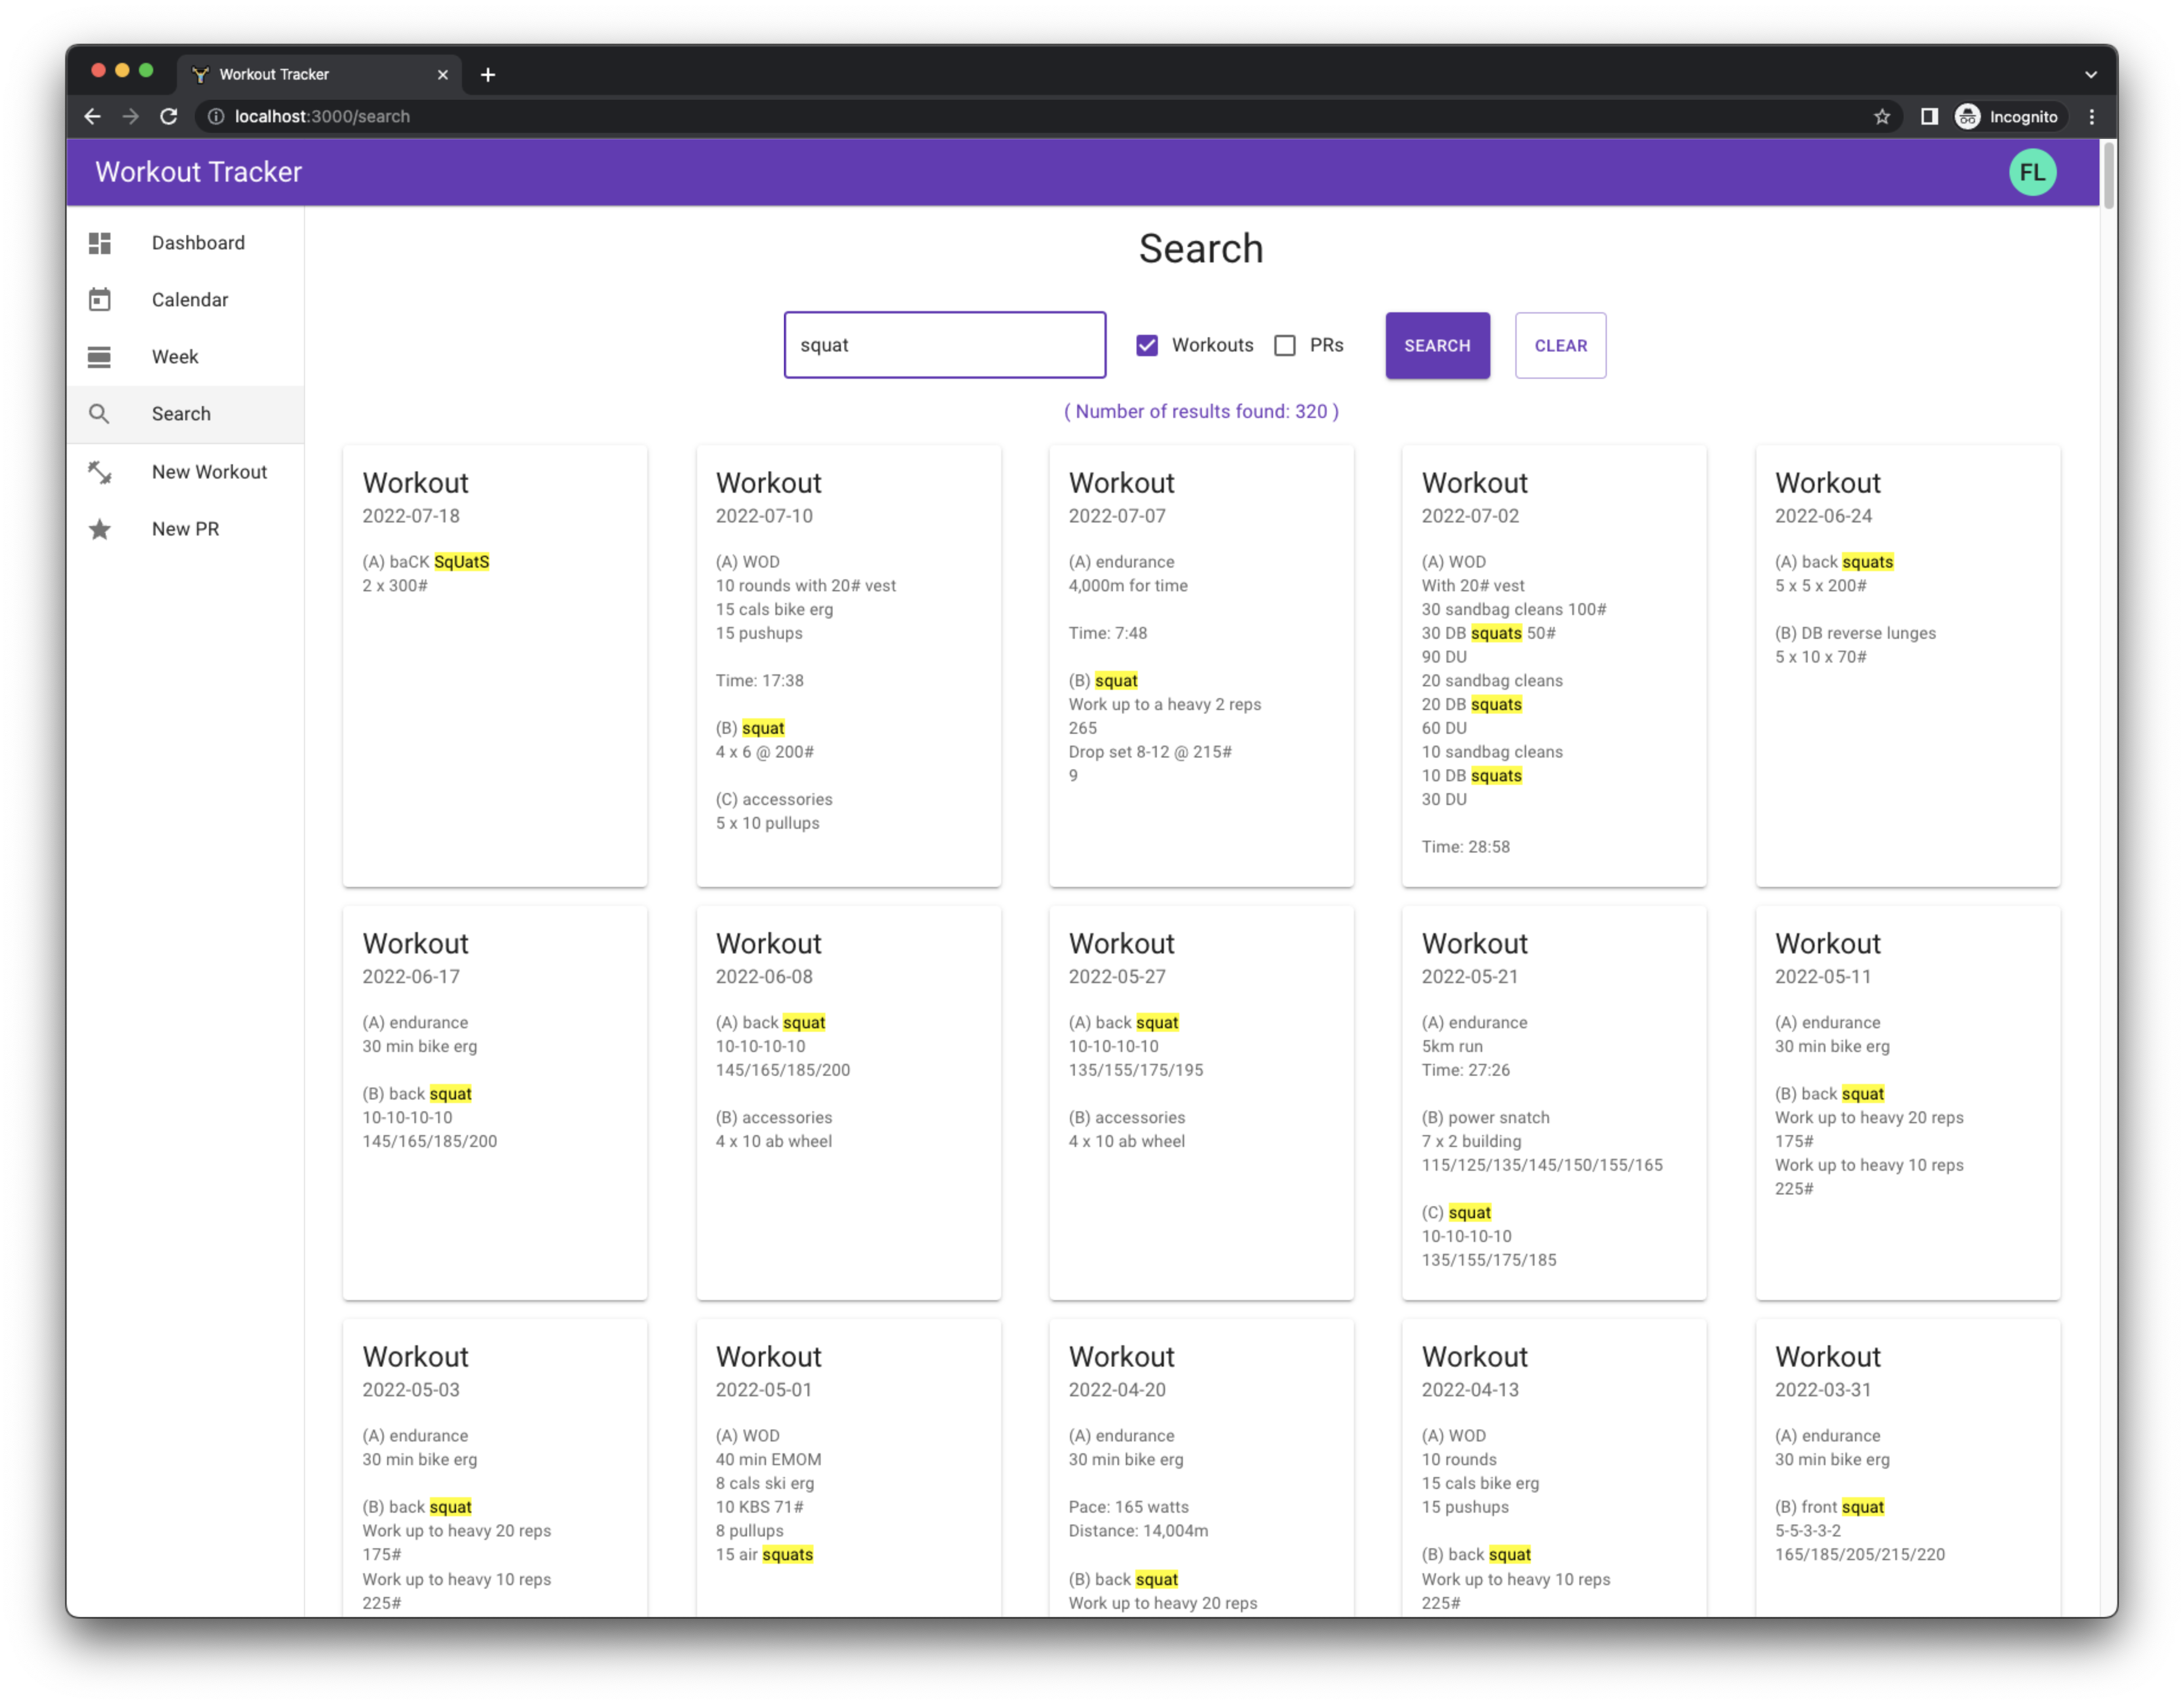 Workout Tracker
localhost:3000/search
Incognito
Workout Tracker
FL
Dashboard
Calendar
Week
Search
New Workout
New PR
Search
squat
Workouts
PRs
SEARCH
CLEAR
( Number of results found: 320 )
Workout
2022-07-18
(A) baCK SqUatS
2 x 300#
Workout
2022-07-10
(A) WOD
10 rounds with 20# vest
15 cals bike erg
15 pushups
Time: 17:38
(B) squat
4 x 6 @ 200#
(C) accessories
5 x 10 pullups
Workout
2022-07-07
(A) endurance
4,000m for time
Time: 7:48
(B) squat
Work up to a heavy 2 reps
265
Drop set 8-12 @ 215#
9
Workout
2022-07-02
(A) WOD
With 20# vest
30 sandbag cleans 100#
30 DB squats 50#
90 DU
20 sandbag cleans
20 DB squats
60 DU
10 sandbag cleans
10 DB squats
30 DU
Time: 28:58
Workout
2022-06-24
(A) back squats
5 x 5 x 200#
(B) DB reverse lunges
5 x 10 x 70#
Workout
2022-06-17
(A) endurance
30 min bike erg
(B) back squat
10-10-10-10
145/165/185/200
Workout
2022-06-08
(A) back squat
10-10-10-10
145/165/185/200
(B) accessories
4 x 10 ab wheel
Workout
2022-05-27
(A) back squat
10-10-10-10
135/155/175/195
(B) accessories
4 x 10 ab wheel
Workout
2022-05-21
(A) endurance
5km run
Time: 27:26
(B) power snatch
7 x 2 building
115/125/135/145/150/155/165
(C) squat
10-10-10-10
135/155/175/185
Workout
2022-05-11
(A) endurance
30 min bike erg
(B) back squat
Work up to heavy 20 reps
175#
Work up to heavy 10 reps
225#
Workout
2022-05-03
(A) endurance
30 min bike erg
(B) back squat
Work up to heavy 20 reps
175#
Work up to heavy 10 reps
225#
Workout
2022-05-01
(A) WOD
40 min EMOM
8 cals ski erg
10 KBS 71#
8 pullups
15 air squats
Workout
2022-04-20
(A) endurance
30 min bike erg
Pace: 165 watts
Distance: 14,004m
(B) back squat
Work up to heavy 20 reps
Workout
2022-04-13
(A) WOD
10 rounds
15 cals bike erg
15 pushups
(B) back squat
Work up to heavy 10 reps
225#
Workout
2022-03-31
(A) endurance
30 min bike erg
(B) front squat
5-5-3-3-2
165/185/205/215/220